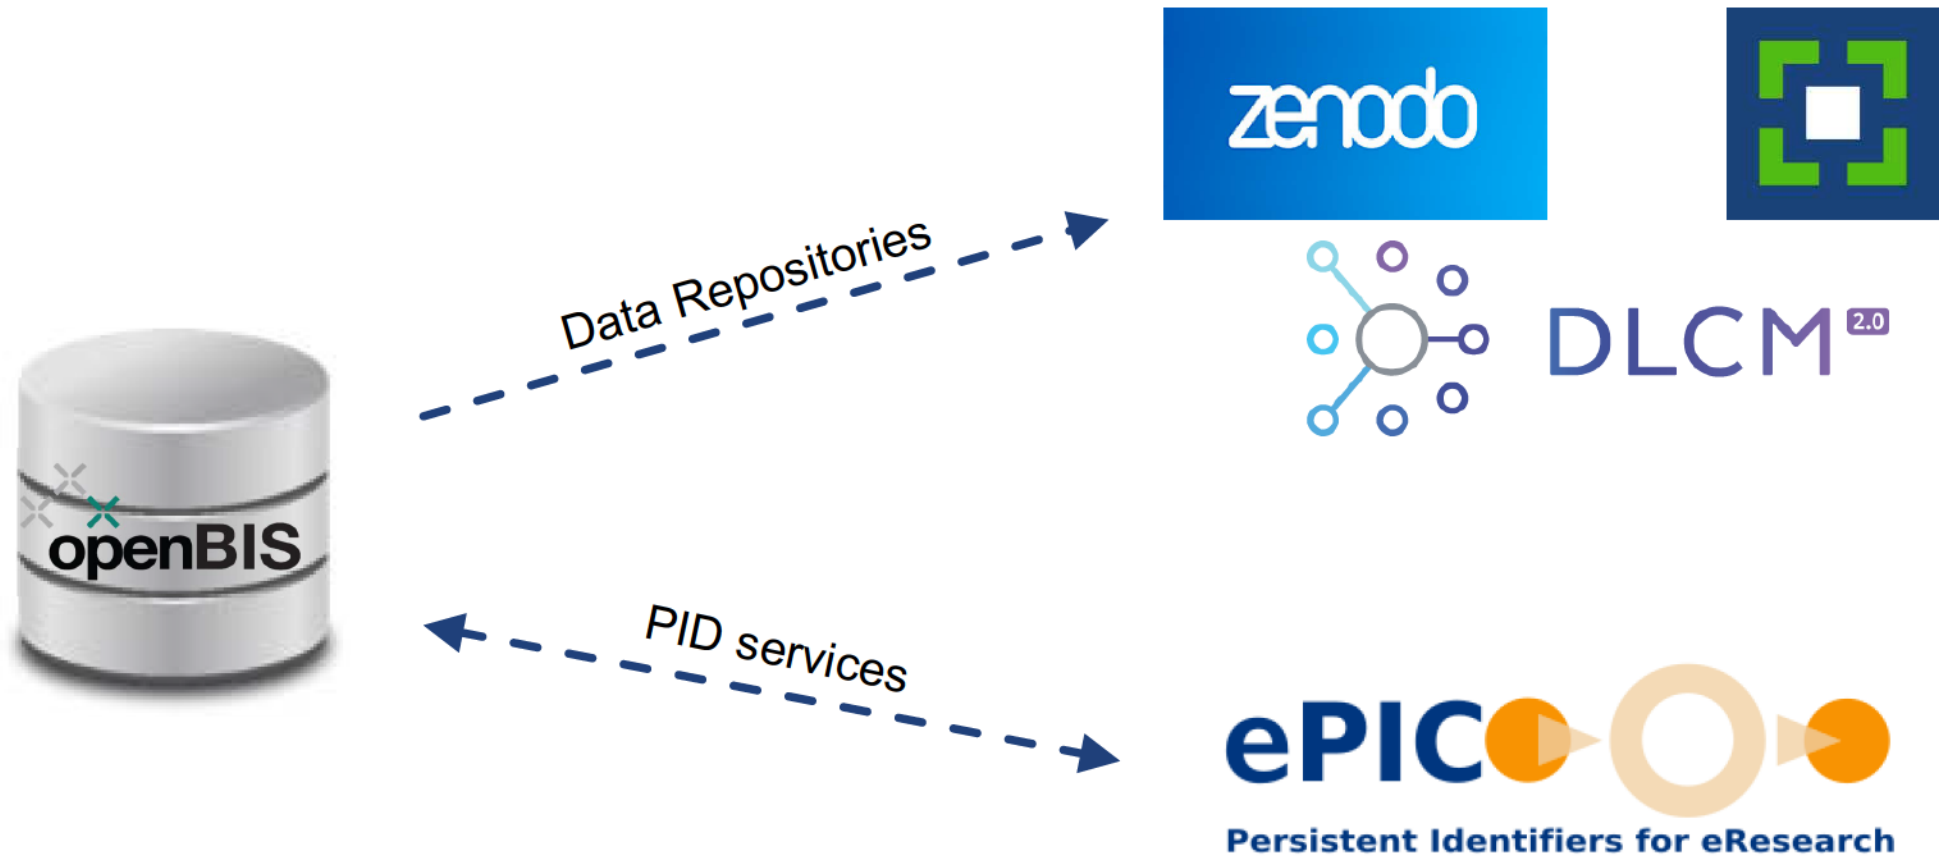 zenodo
Data Repositories
DLCM 2.0
openBIS
PID services
ePIC
Persistent Identifiers for eResearch